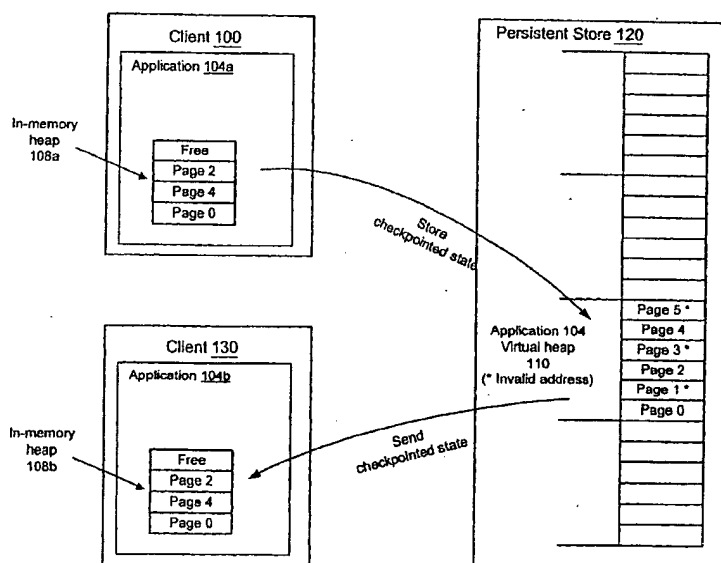 Client 100
Application 104a
In-memory
heap
108a
Free
Page 2
Page 4
Page 0
Store
checkpointed state
Persistent Store 120
Page 5 *
Page 4
Page 3 *
Page 2
Page 1 *
Page 0
Application 104
Virtual heap
110
(* Invalid address)
Client 130
Application 104b
In-memory
heap
108b
Free
Page 2
Page 4
Page 0
Send
checkpointed state